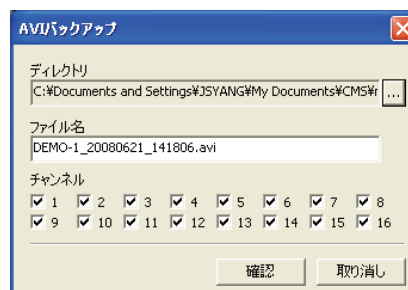 AVIバックアップ
ディレクトリ
C:¥Documents and Settings¥JSYANG¥My Documents¥CMS¥r ...
ファイル名
DEMO-1_20080621_141806.avi
チャンネル
1 2 3 4 5 6 7 8
9 10 11 12 13 14 15 16
確認 取り消し